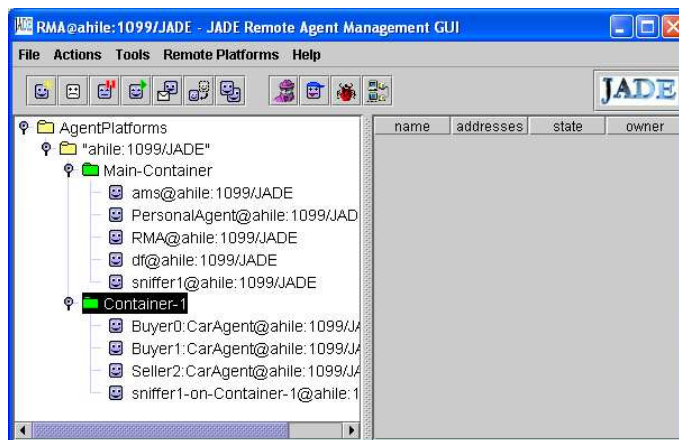 RMA@ahile:1099/JADE - JADE Remote Agent Management GUI
File Actions Tools Remote Platforms Help
JADE
AgentPlatforms
"ahile:1099/JADE"
Main-Container
ams@ahile:1099/JADE
PersonalAgent@ahile:1099/JAD
RMA@ahile:1099/JADE
df@ahile:1099/JADE
sniffer1@ahile:1099/JADE
Container-1
Buyer0:CarAgent@ahile:1099/JA
Buyer1:CarAgent@ahile:1099/JA
Seller2:CarAgent@ahile:1099/JA
sniffer1-on-Container-1@ahile:1
name addresses state owner